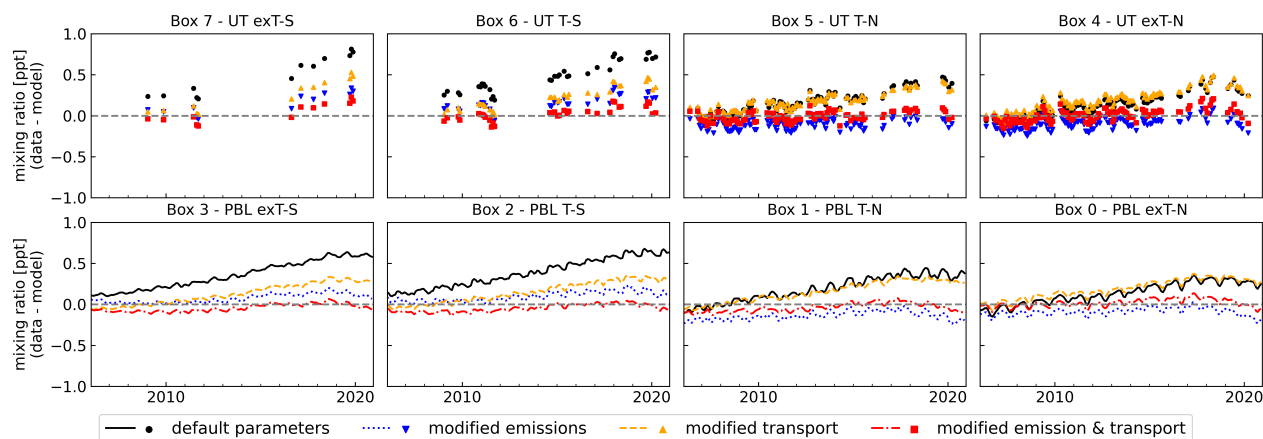 Box 7 - UT exT-S
Box 6 - UT T-S
Box 5 - UT T-N
Box 4 - UT exT-N
mixing ratio [ppt]
(data - model)
1.0
0.5
0.0
−0.5
−1.0
Box 3 - PBL exT-S
Box 2 - PBL T-S
Box 1 - PBL T-N
Box 0 - PBL exT-N
mixing ratio [ppt]
(data - model)
1.0
0.5
0.0
−0.5
−1.0
2010
2020
2010
2020
2010
2020
2010
2020
default parameters
modified emissions
modified transport
modified emission & transport